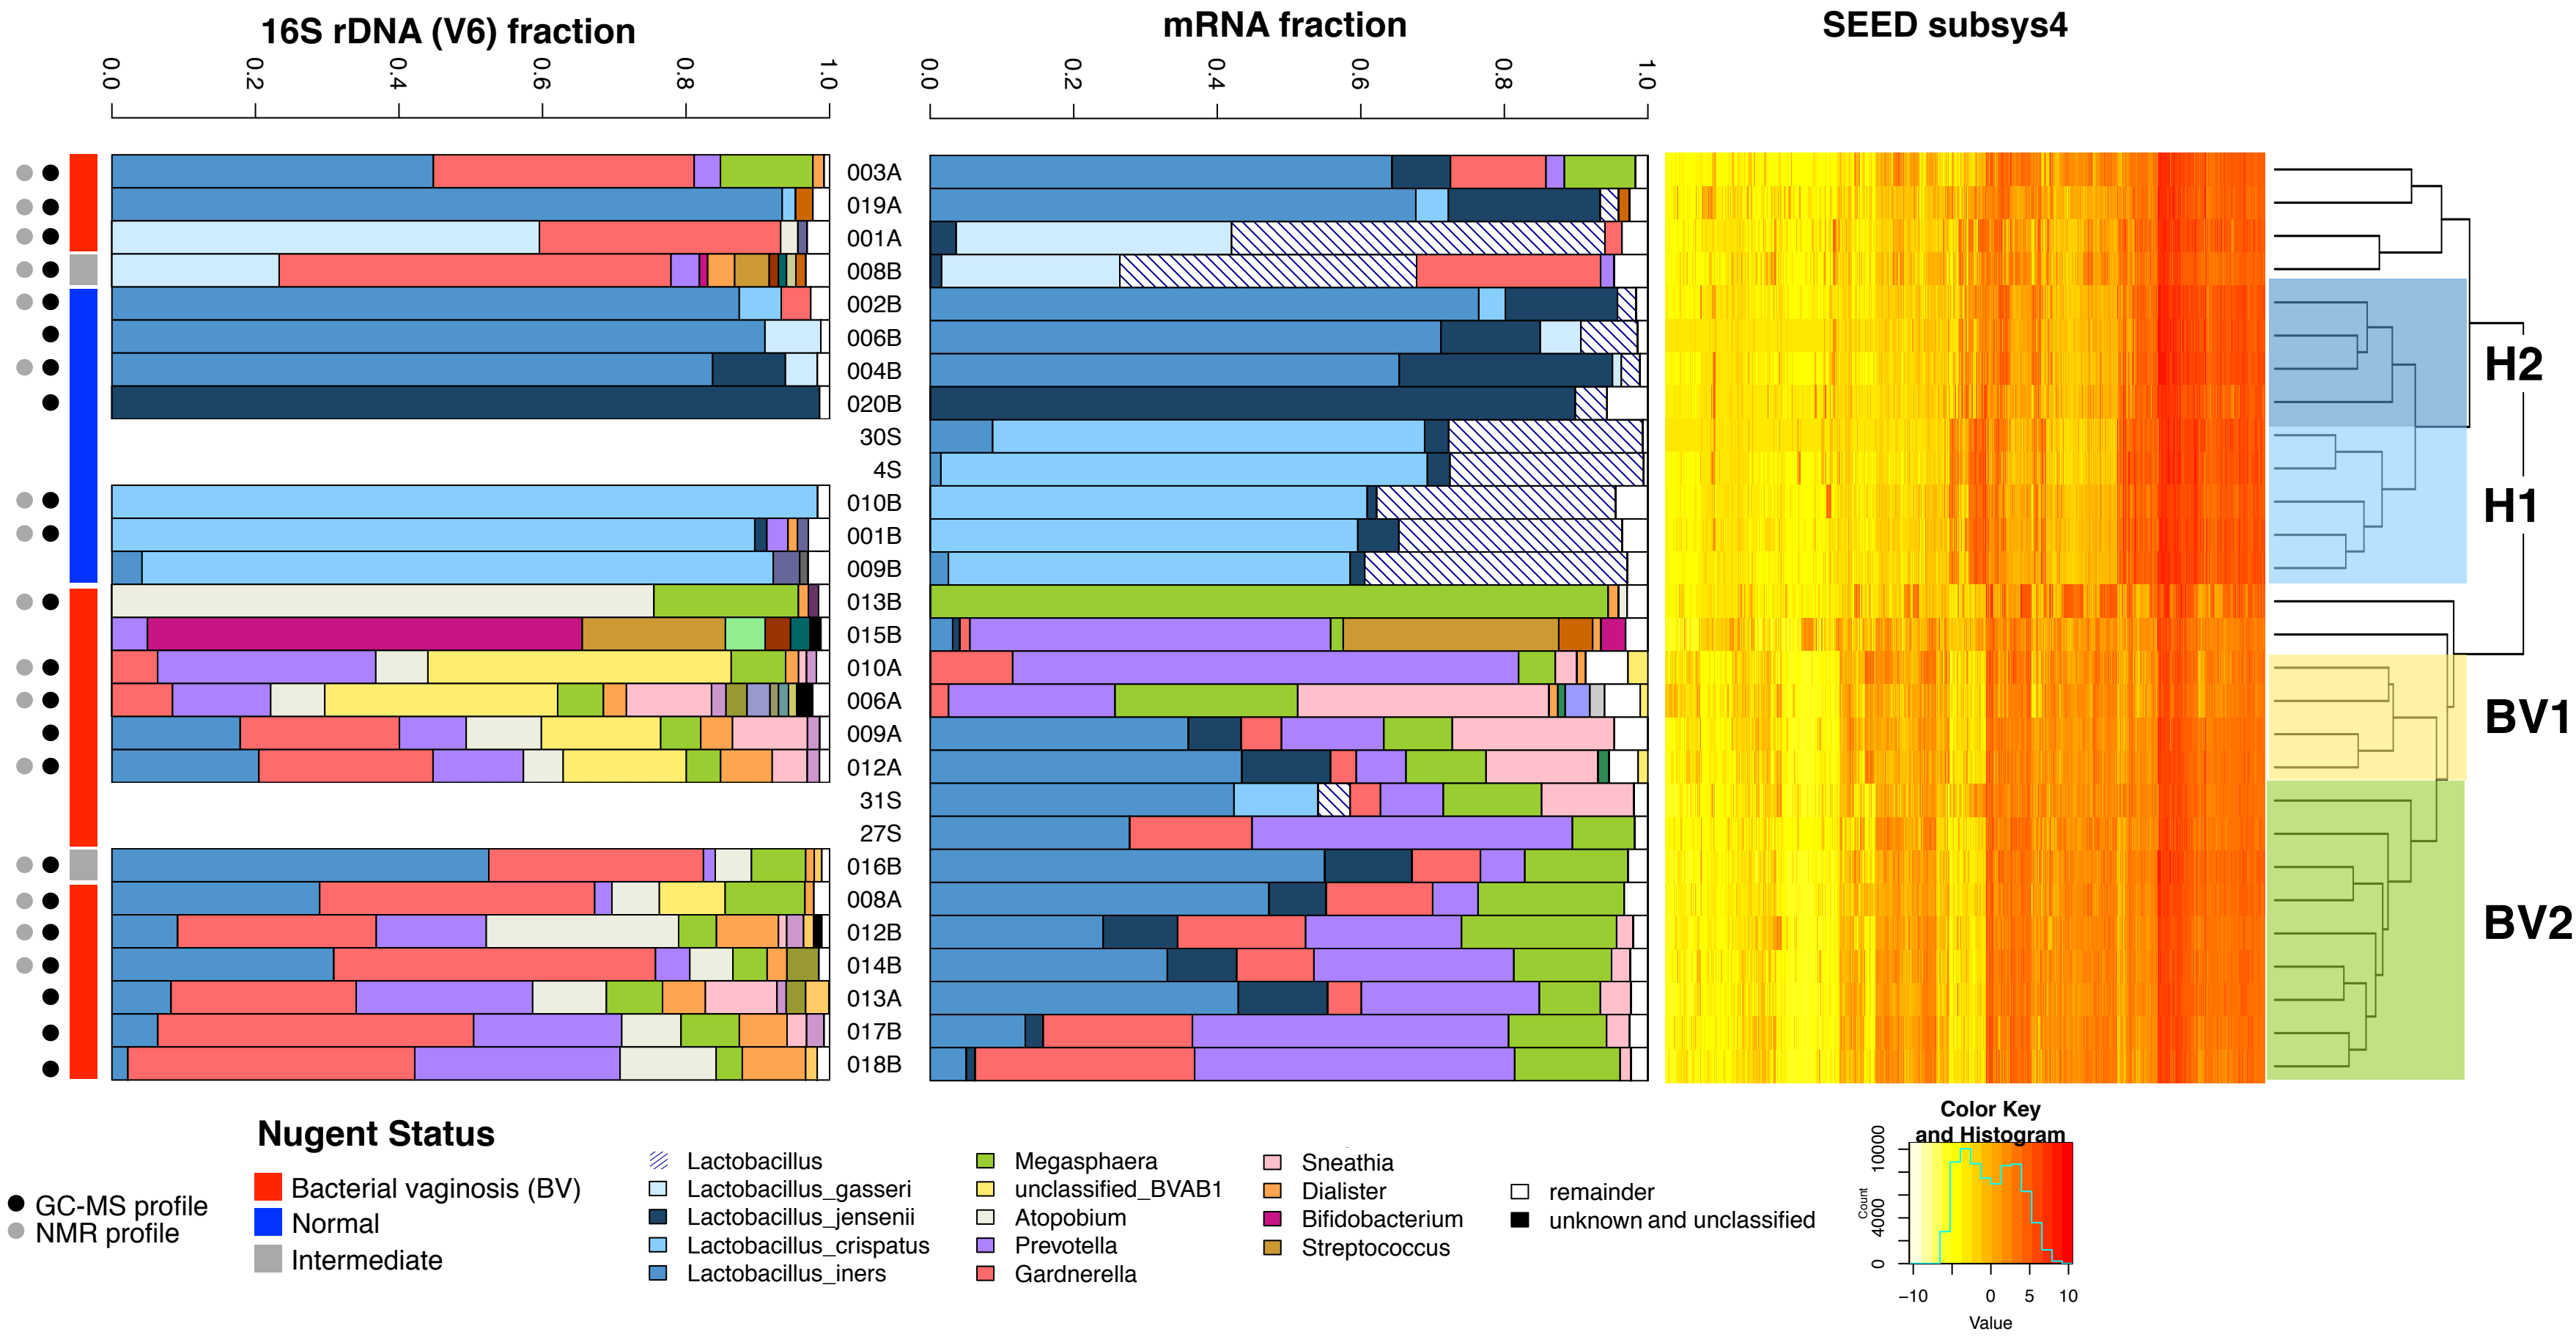 16S rDNA (V6) fraction
mRNA fraction
SEED subsys4
0.0 0.2 0.4 0.6 0.8 1.0
0.0 0.2 0.4 0.6 0.8 1.0
003A
019A
001A
008B
002B
006B
004B
020B
30S
4S
010B
001B
009B
013B
015B
010A
006A
009A
012A
31S
27S
016B
008A
012B
014B
013A
017B
018B
H2
H1
BV1
BV2
GC-MS profile
NMR profile
Nugent Status
Bacterial vaginosis (BV)
Normal
Intermediate
Lactobacillus
Lactobacillus_gasseri
Lactobacillus_jensenii
Lactobacillus_crispatus
Lactobacillus_iners
Megasphaera
unclassified_BVAB1
Atopobium
Prevotella
Gardnerella
Sneathia
Dialister
Bifidobacterium
Streptococcus
remainder
unknown and unclassified
Color Key
and Histogram
Count
0 4000 10000
−10 0 5 10
Value